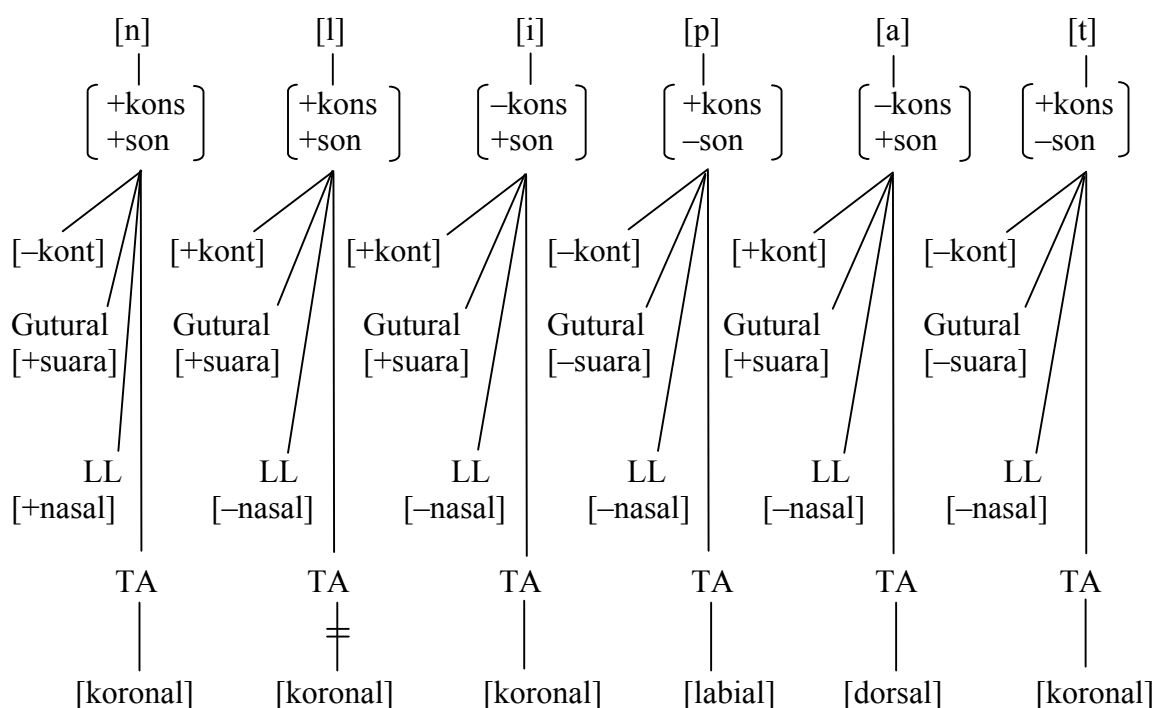 [n] [l] [i] [p] [a] [t]
+kons +kons –kons +kons –kons +kons
+son +son +son –son +son –son
[–kont] [+kont] [+kont] [–kont] [+kont] [–kont]
Gutural Gutural Gutural Gutural Gutural Gutural
[+suara] [+suara] [+suara] [–suara] [+suara] [–suara]
LL LL LL LL LL LL
[+nasal] [–nasal] [–nasal] [–nasal] [–nasal] [–nasal]
TA TA TA TA TA TA
[koronal] [koronal] [koronal] [labial] [dorsal] [koronal]